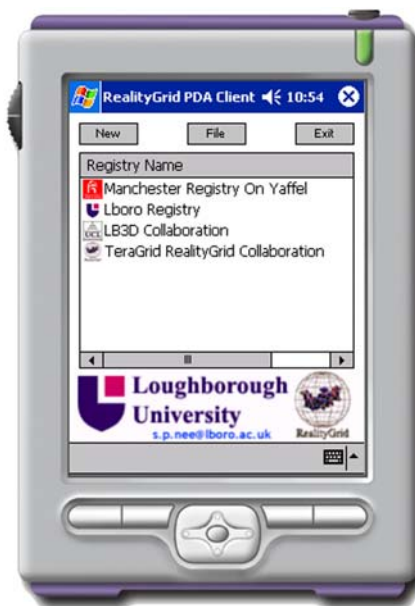 RealityGrid PDA Client 10:54
New File Exit
Registry Name
Manchester Registry On Yaffel
Lboro Registry
UCL LB3D Collaboration
TeraGrid RealityGrid Collaboration
Loughborough
University
s.p.nee@lboro.ac.uk
RealityGrid